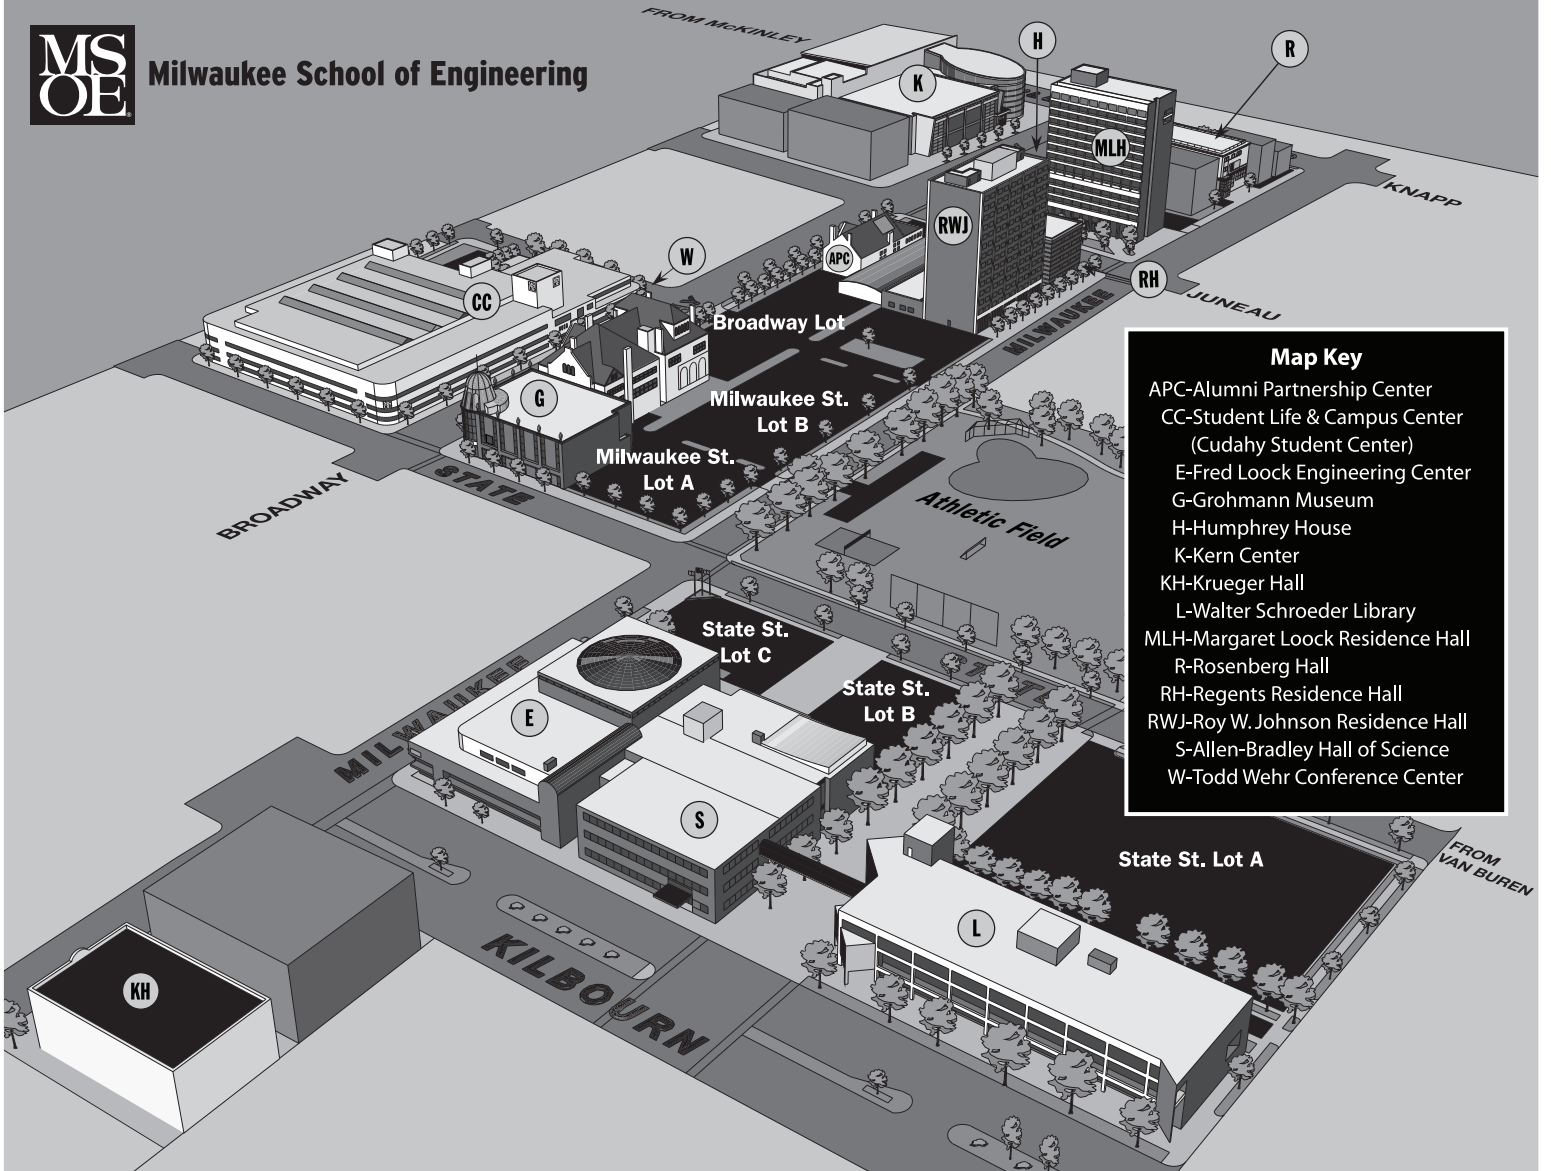 FROM McKINLEY
MS
OE
Milwaukee School of Engineering
H
R
K
MLH
KNAPP
RWJ
APC
W
RH
CC
JUNEAU
MILWAUKEE
Broadway Lot
Map Key
APC-Alumni Partnership Center
CC-Student Life & Campus Center
(Cudahy Student Center)
E-Fred Loock Engineering Center
G-Grohmann Museum
H-Humphrey House
K-Kern Center
KH-Krueger Hall
L-Walter Schroeder Library
MLH-Margaret Loock Residence Hall
R-Rosenberg Hall
RH-Regents Residence Hall
RWJ-Roy W. Johnson Residence Hall
S-Allen-Bradley Hall of Science
W-Todd Wehr Conference Center
G
Milwaukee St.
Lot B
Milwaukee St.
Lot A
STATE
BROADWAY
Athletic Field
State St.
Lot C
State St.
Lot B
E
MILWAUKEE
S
State St. Lot A
FROM
VAN BUREN
L
KILBOURN
KH